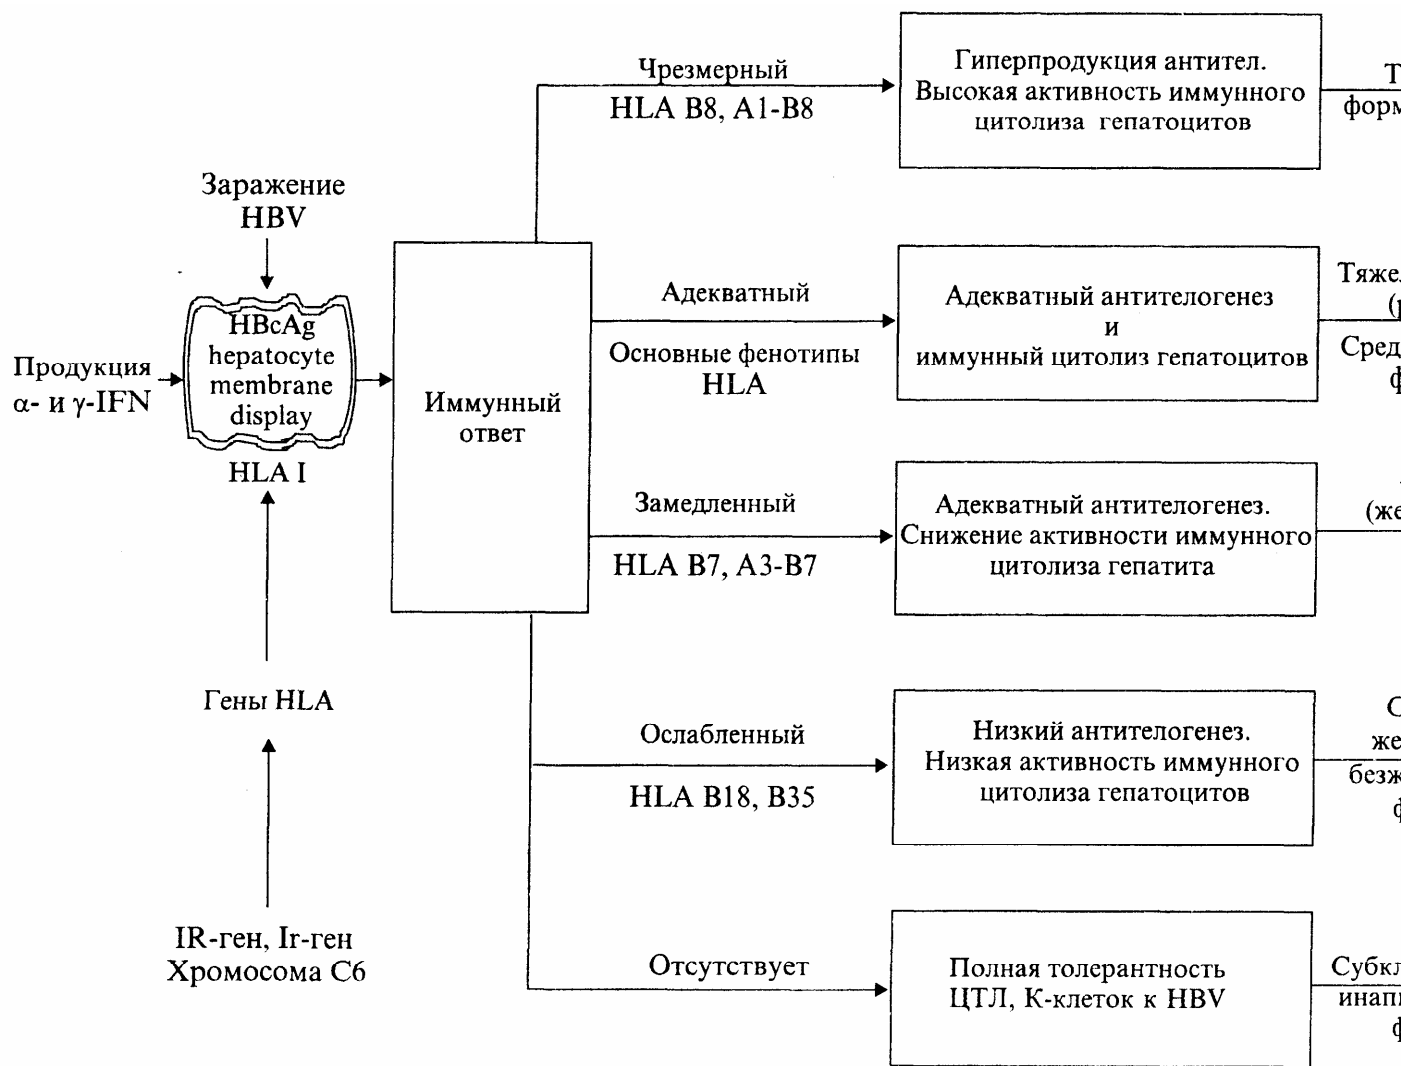 Заражение
HBV
Продукция
α- и γ-IFN
HBcAg
hepatocyte
membrane
display
HLA I
Гены HLA
IR-ген, Ir-ген
Хромосома С6
Иммунный
ответ
Чрезмерный
HLA B8, A1-B8
Гиперпродукция антител.
Высокая активность иммунного
цитолиза гепатоцитов
Адекватный
Основные фенотипы
HLA
Адекватный антителогенез
и
иммунный цитолиз гепатоцитов
Замедленный
HLA B7, A3-B7
Адекватный антителогенез.
Снижение активности иммунного
цитолиза гепатита
Ослабленный
HLA B18, B35
Низкий антителогенез.
Низкая активность иммунного
цитолиза гепатоцитов
Отсутствует
Полная толерантность
ЦТЛ, К-клеток к HBV